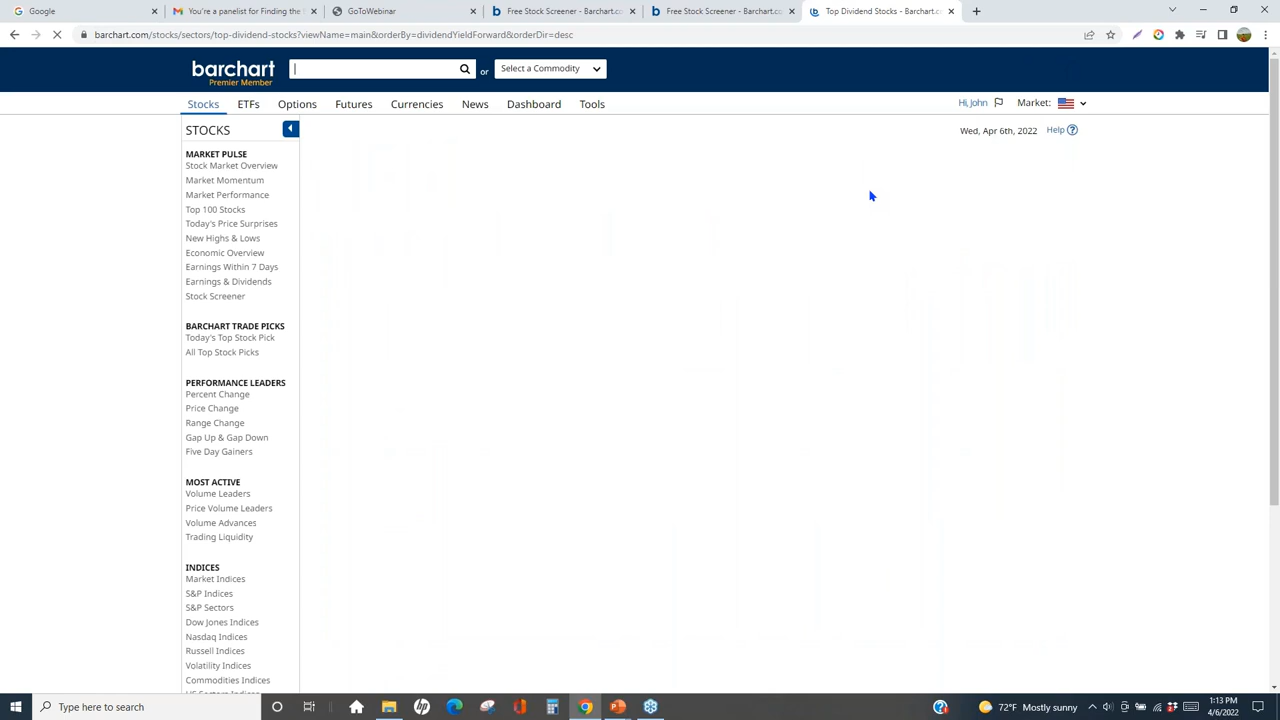 Google
You're a panelist for Finding the
GoToWebinar
Free Stock Screener - Barchart.co
Free Stock Screener - Barchart.co
Top Dividend Stocks - Barchart.c
barchart.com/stocks/sectors/top-dividend-stocks?viewName=main&orderBy=dividendYieldForward&orderDir=desc
barchart
Premier Member
or
Select a Commodity
Stocks
ETFs
Options
Futures
Currencies
News
Dashboard
Tools
Hi, John
Market:
STOCKS
Wed, Apr 6th, 2022
Help
MARKET PULSE
Stock Market Overview
Market Momentum
Market Performance
Top 100 Stocks
Today's Price Surprises
New Highs & Lows
Economic Overview
Earnings Within 7 Days
Earnings & Dividends
Stock Screener
BARCHART TRADE PICKS
Today's Top Stock Pick
All Top Stock Picks
PERFORMANCE LEADERS
Percent Change
Price Change
Range Change
Gap Up & Gap Down
Five Day Gainers
MOST ACTIVE
Volume Leaders
Price Volume Leaders
Volume Advances
Trading Liquidity
INDICES
Market Indices
S&P Indices
S&P Sectors
Dow Jones Indices
Nasdaq Indices
Russell Indices
Volatility Indices
Commodities Indices
US Sectors Indices
Type here to search
72°F Mostly sunny
1:13 PM
4/6/2022